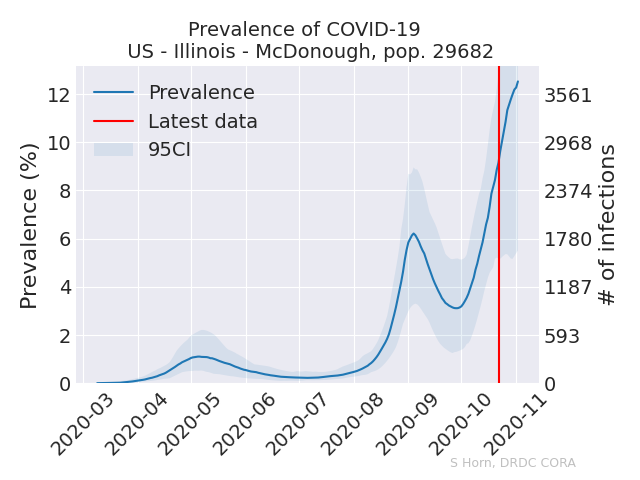 Prevalence of COVID-19
US - Illinois - McDonough, pop. 29682
Prevalence (%)
12
10
8
6
4
2
0
Prevalence
Latest data
95CI
3561
2968
2374
1780
1187
593
0
# of infections
2020-03
2020-04
2020-05
2020-06
2020-07
2020-08
2020-09
2020-10
2020-11
S Horn, DRDC CORA